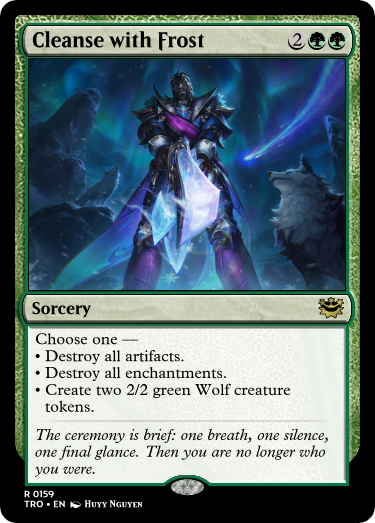 Cleanse with Frost 2
Sorcery
Choose one —
• Destroy all artifacts.
• Destroy all enchantments.
• Create two 2/2 green Wolf creature
tokens.
The ceremony is brief: one breath, one silence,
one final glance. Then you are no longer who
you were.
R 0159
TRO • EN Huyy Nguyen